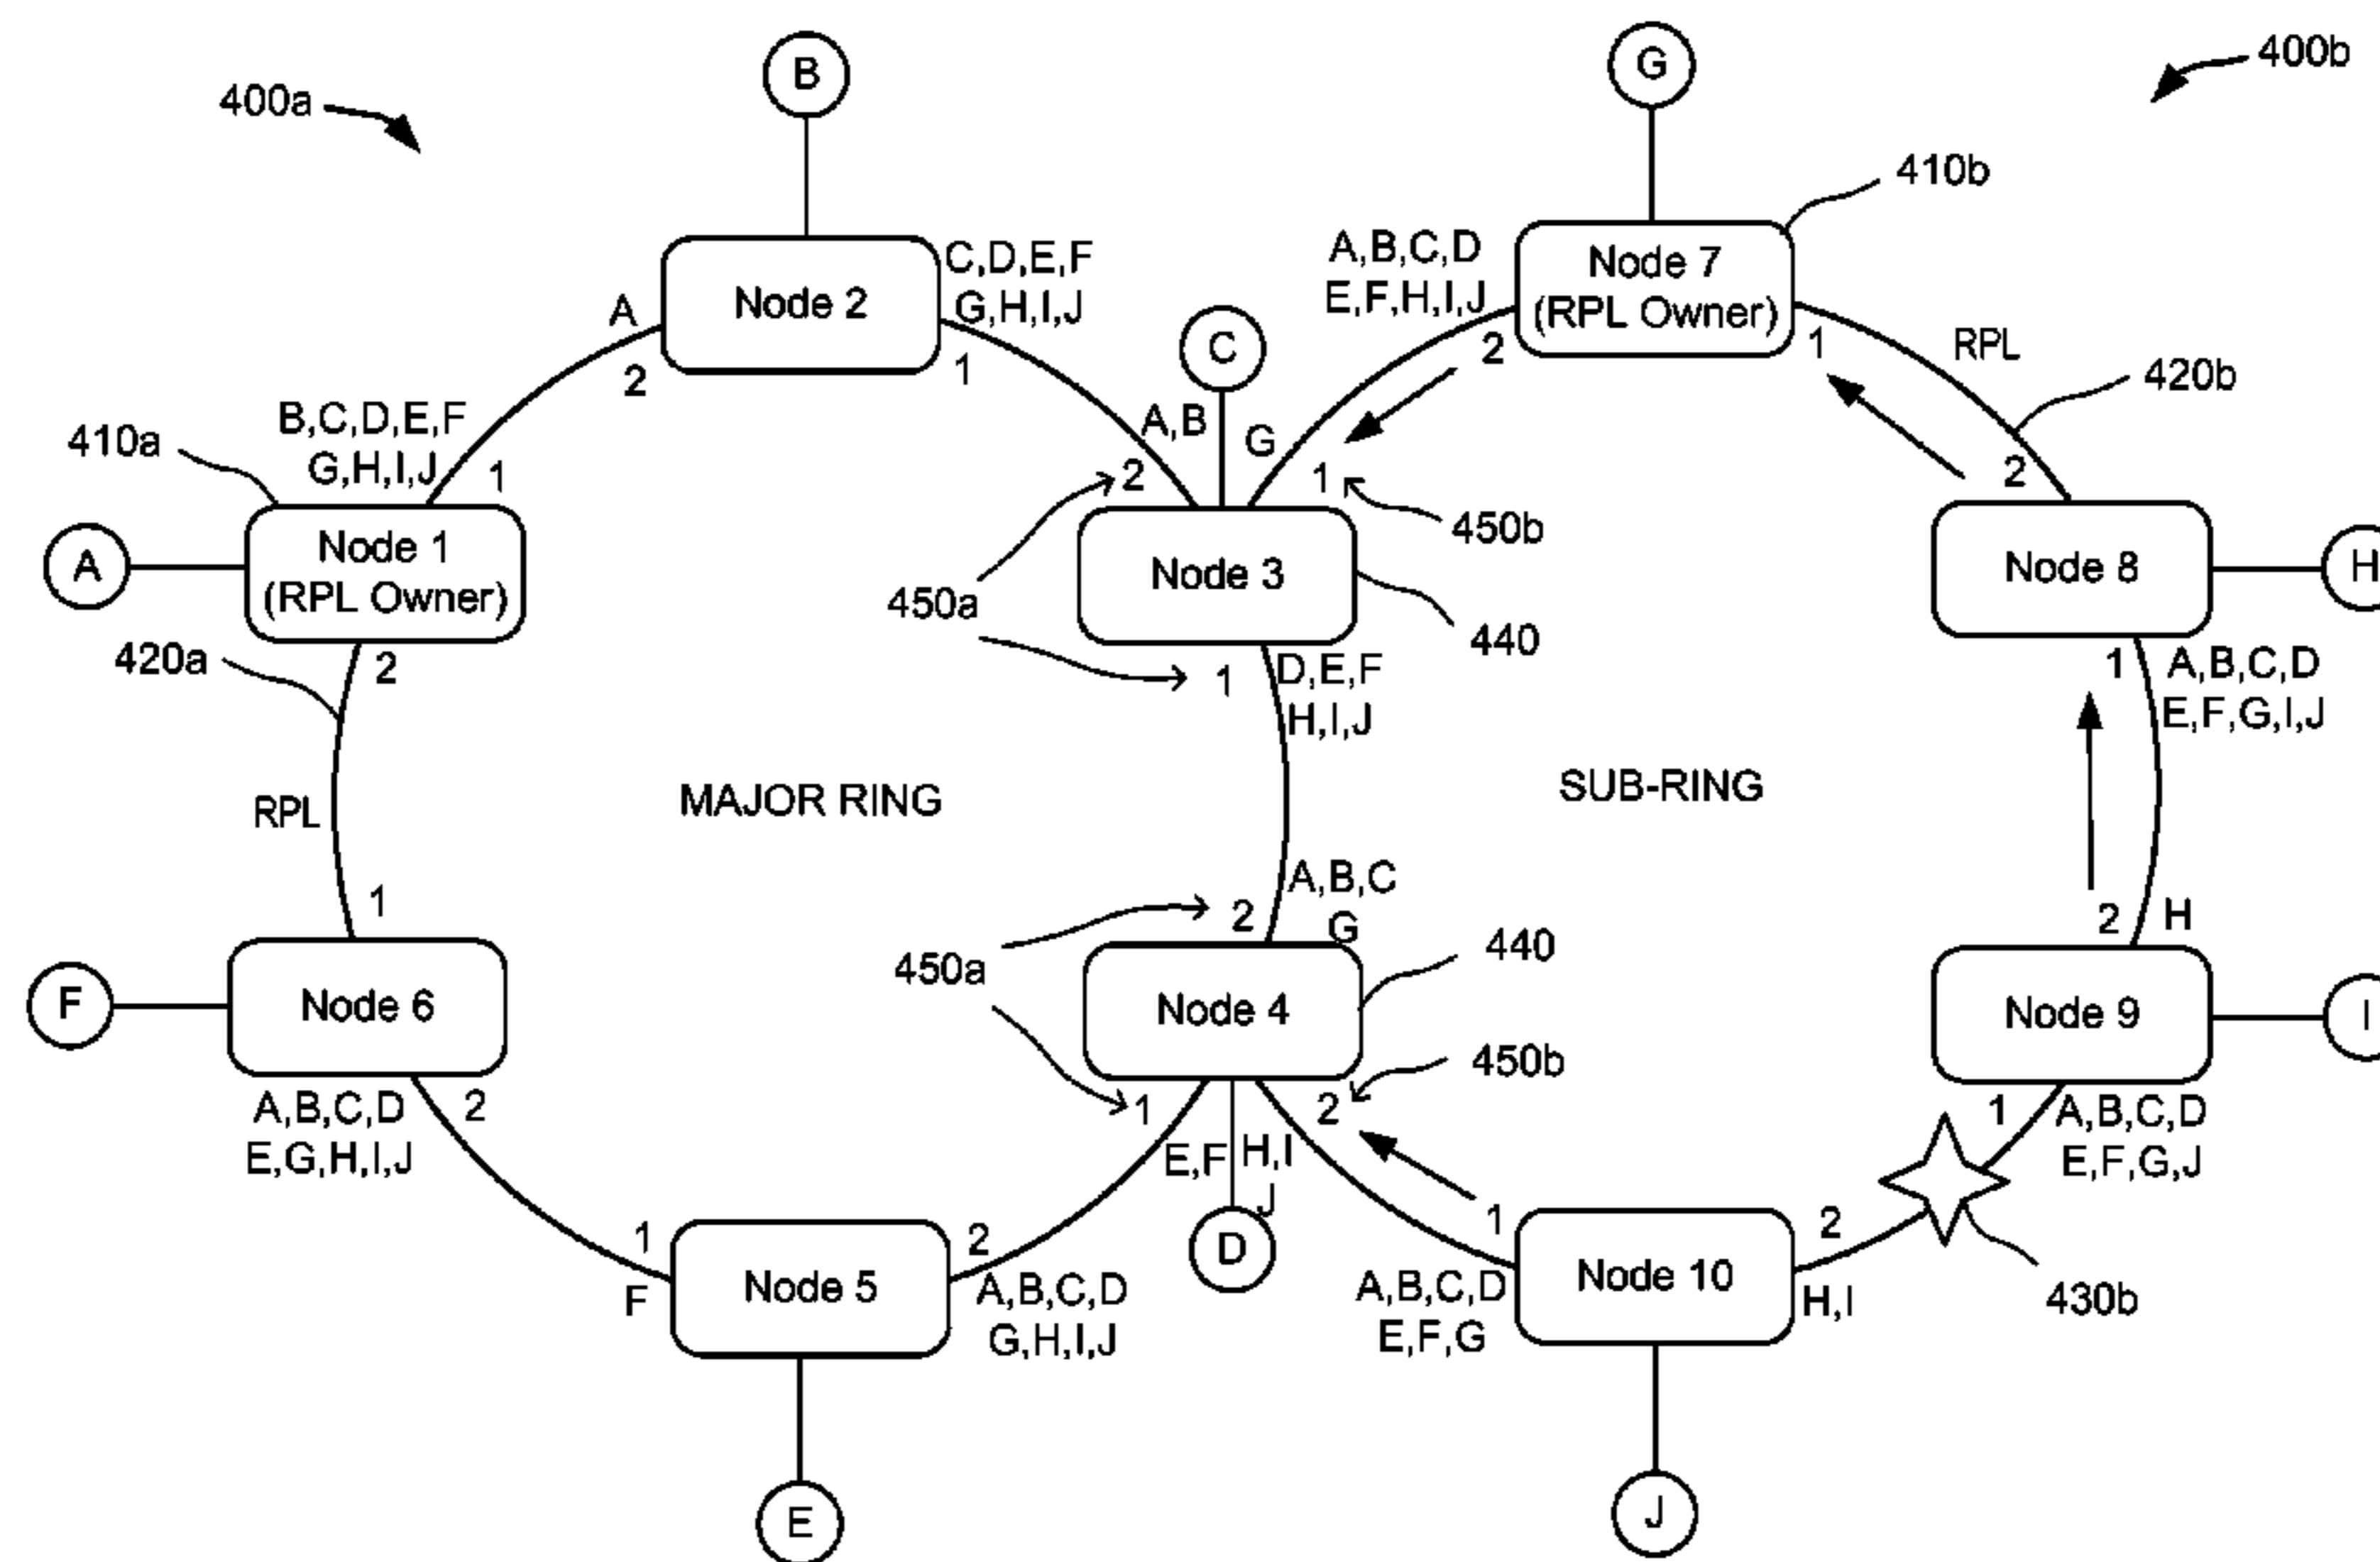 B
G
400b
400a
410b
A,B,C,D
E,F,H,I,J
Node 7
(RPL Owner)
C,D,E,F
G,H,I,J
Node 2
A
2
1
C
2
1
RPL
420b
B,C,D,E,F
G,H,I,J
410a
1
A,B
G
2
1
2
450b
A
Node 1
(RPL Owner)
Node 3
Node 8
H
450a
440
420a
2
1
D,E,F
H,I,J
1
A,B,C,D
E,F,G,I,J
RPL
MAJOR RING
SUB-RING
1
A,B,C
G
2
2
H
450a
440
F
Node 6
Node 4
Node 9
I
450b
A,B,C,D
E,G,H,I,J
2
1
2
1
A,B,C,D
E,F,G,J
E,F
H,I
J
1
F
Node 5
2
A,B,C,D
G,H,I,J
D
1
A,B,C,D
E,F,G
Node 10
2
H,I
430b
E
J